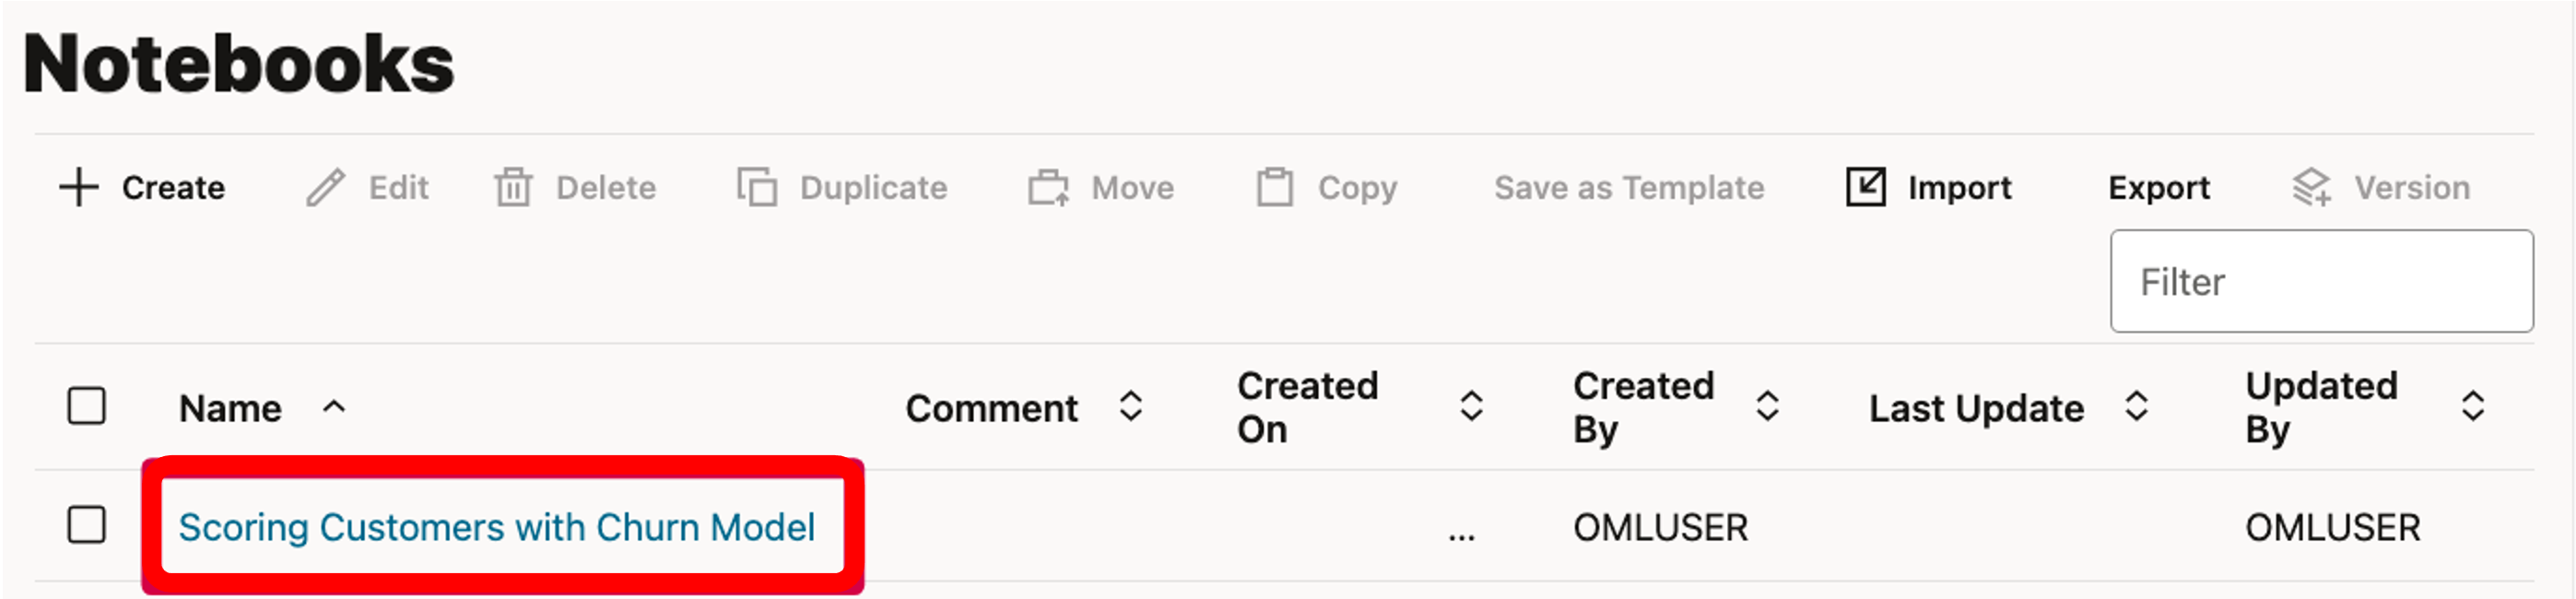 Notebooks
Create Edit Delete Duplicate Move Copy Save as Template Import Export Version
Filter
Name Comment Created On Created By Last Update Updated By
Scoring Customers with Churn Model ... OMLUSER OMLUSER